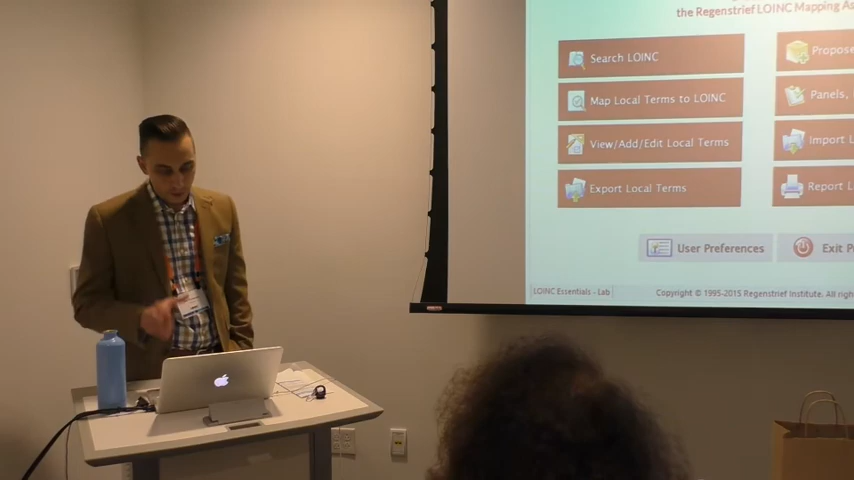 the Regenstrief LOINC Mapping As
Search LOINC
Propose
Map Local Terms to LOINC
Panels,
View/Add/Edit Local Terms
Import L
Export Local Terms
Report L
User Preferences
Exit P
LOINC Essentials - Lab
Copyright © 1995-2015 Regenstrief Institute. All